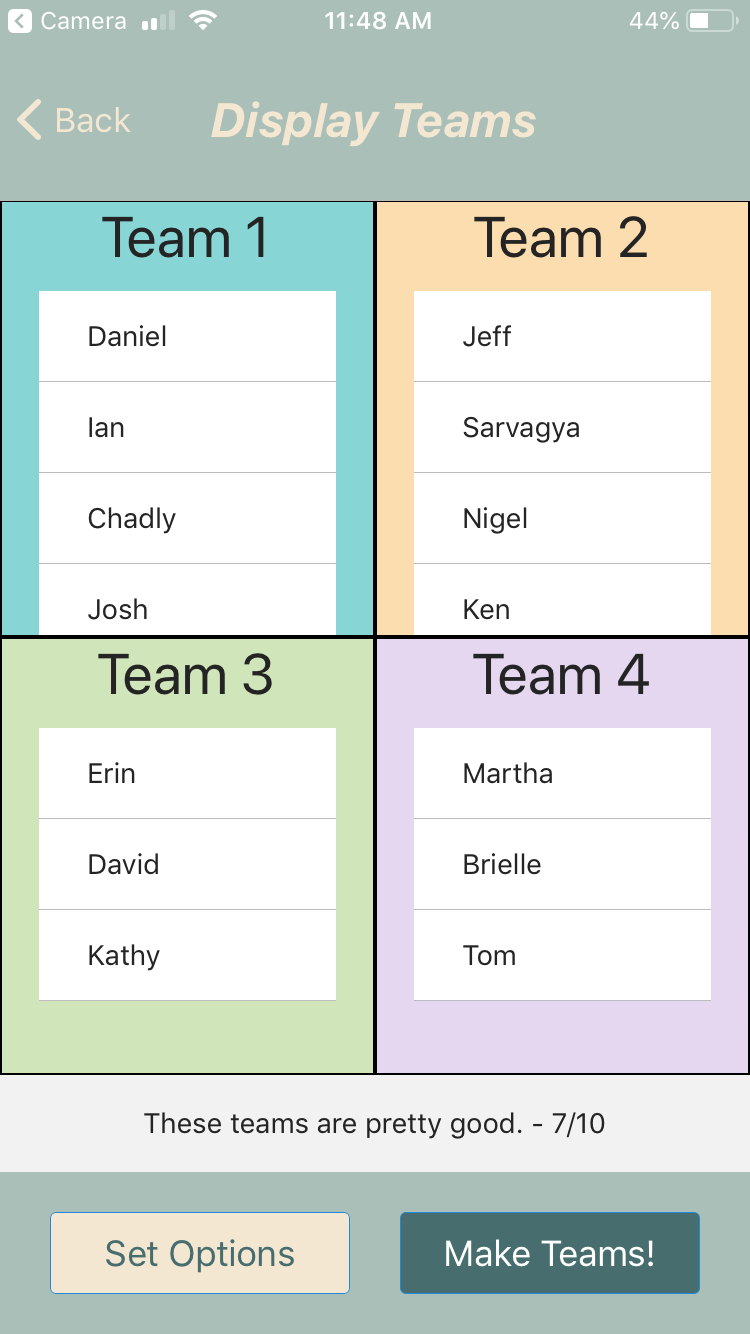 Camera 11:48 AM 44%
Back Display Teams
Team 1
Daniel
Ian
Chadly
Josh
Team 2
Jeff
Sarvagya
Nigel
Ken
Team 3
Erin
David
Kathy
Team 4
Martha
Brielle
Tom
These teams are pretty good. - 7/10
Set Options Make Teams!